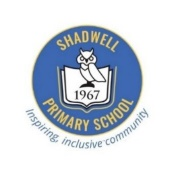 SHADWELL
1967
PRIMARY SCHOOL
Inspiring, inclusive community